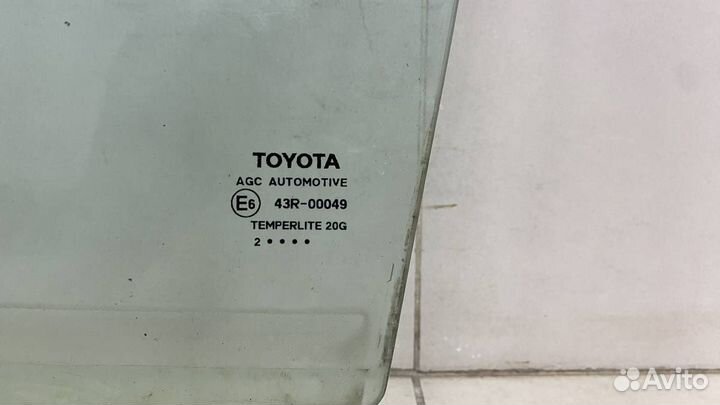 TOYOTA
AGC AUTOMOTIVE
E6 43R-00049
TEMPERLITE 20G
2 ••••
Avito